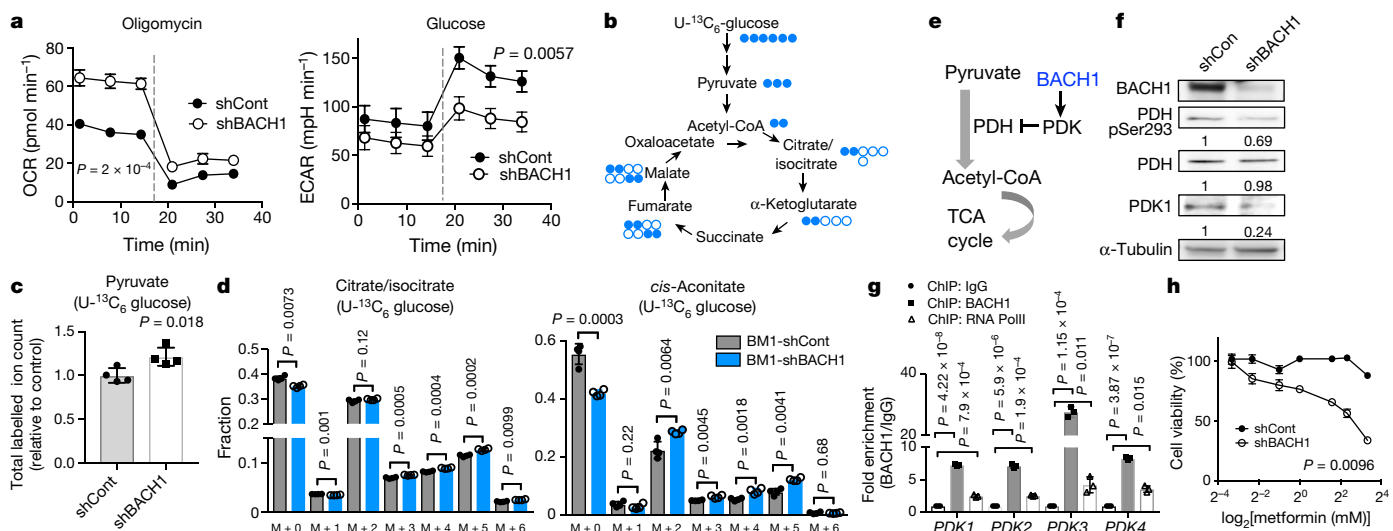 a
Oligomycin
OCR (pmol min⁻¹)
80
60
40
20
0
shCont
shBACH1
P = 2 × 10⁻⁴
0 10 20 30 40
Time (min)
Glucose
ECAR (mpH min⁻¹)
150
100
50
0
P = 0.0057
shCont
shBACH1
0 10 20 30 40
Time (min)
b
U-¹³C₆-glucose
Pyruvate
Acetyl-CoA
Oxaloacetate
Citrate/
isocitrate
Malate
α-Ketoglutarate
Fumarate
Succinate
e
Pyruvate
BACH1
PDH
PDK
Acetyl-CoA
TCA
cycle
f
shCon
shBACH1
BACH1
PDH
pSer293
1 0.69
PDH
1 0.98
PDK1
1 0.24
α-Tubulin
c
Pyruvate
(U-¹³C₆ glucose)
P = 0.018
Total labelled ion count
(relative to control)
1.5
1.0
0.5
0
shCont
shBACH1
d
Citrate/isocitrate
(U-¹³C₆ glucose)
Fraction
0.5
0.4
0.3
0.2
0.1
0
P = 0.0073
P = 0.001
P = 0.12
P = 0.0005
P = 0.0004
P = 0.0002
P = 0.0099
M + 0 M + 1 M + 2 M + 3 M + 4 M + 5 M + 6
cis-Aconitate
(U-¹³C₆ glucose)
BM1-shCont
BM1-shBACH1
0.6
0.4
0.2
0
P = 0.0003
P = 0.22
P = 0.0064
P = 0.0045
P = 0.0018
P = 0.0041
P = 0.68
M + 0 M + 1 M + 2 M + 3 M + 4 M + 5 M + 6
g
ChIP: IgG
ChIP: BACH1
ChIP: RNA PolII
Fold enrichment
(BACH1/IgG)
40
20
10
5
0
P = 4.22 × 10⁻⁸
P = 7.9 × 10⁻⁴
P = 5.9 × 10⁻⁶
P = 1.9 × 10⁻⁴
P = 1.15 × 10⁻⁴
P = 0.011
P = 3.87 × 10⁻⁷
P = 0.015
PDK1 PDK2 PDK3 PDK4
h
Cell viability (%)
100
50
0
shCont
shBACH1
P = 0.0096
2⁻⁴ 2⁻² 2⁰ 2² 2⁴
log₂[metformin (mM)]